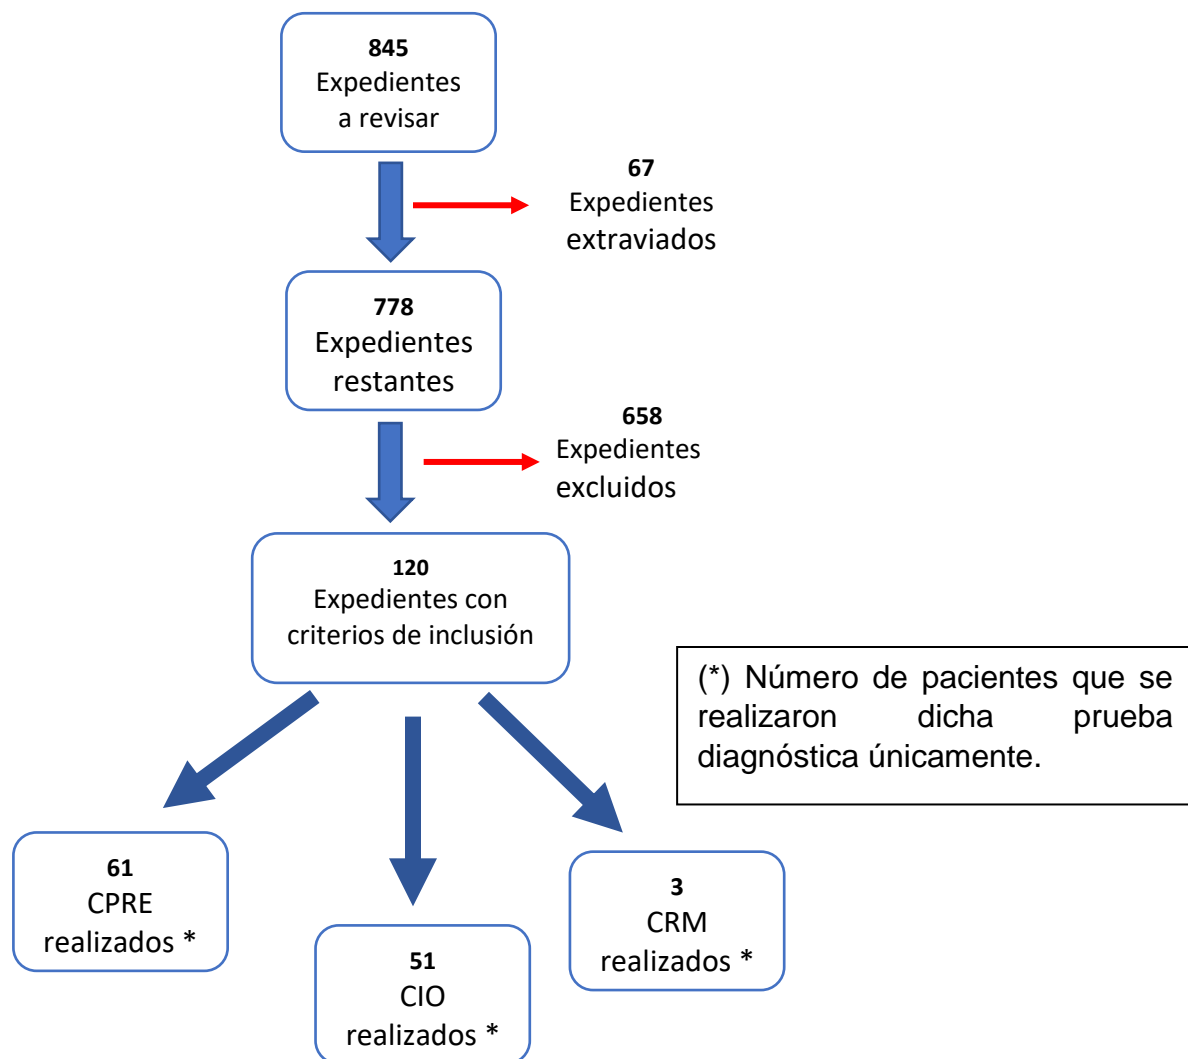 845
Expedientes
a revisar
67
Expedientes
extraviados
778
Expedientes
restantes
658
Expedientes
excluidos
120
Expedientes con
criterios de inclusión
(*) Número de pacientes que se
realizaron dicha prueba
diagnóstica únicamente.
61
CPRE
realizados *
51
CIO
realizados *
3
CRM
realizados *